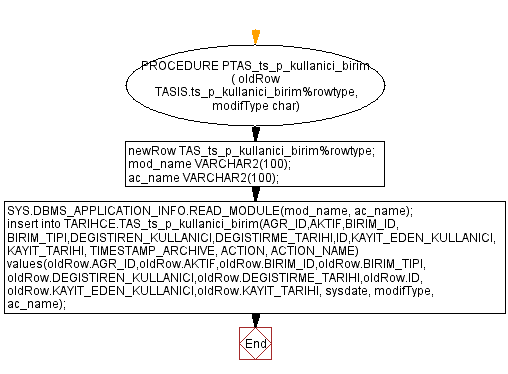 PROCEDURE PTAS_ts_p_kullanici_birim
( oldRow
TASIS.ts_p_kullanici_birim%rowtype,
modifType char)
newRow TAS_ts_p_kullanici_birim%rowtype;
mod_name VARCHAR2(100);
ac_name VARCHAR2(100);
SYS.DBMS_APPLICATION_INFO.READ_MODULE(mod_name, ac_name);
insert into TARIHCE.TAS_ts_p_kullanici_birim(AGR_ID,AKTIF,BIRIM_ID,
BIRIM_TIPI,DEGISTIREN_KULLANICI,DEGISTIRME_TARIHI,ID,KAYIT_EDEN_KULLANICI,
KAYIT_TARIHI, TIMESTAMP_ARCHIVE, ACTION, ACTION_NAME)
values(oldRow.AGR_ID,oldRow.AKTIF,oldRow.BIRIM_ID,oldRow.BIRIM_TIPI,
oldRow.DEGISTIREN_KULLANICI,oldRow.DEGISTIRME_TARIHI,oldRow.ID,
oldRow.KAYIT_EDEN_KULLANICI,oldRow.KAYIT_TARIHI, sysdate, modifType,
ac_name);
End